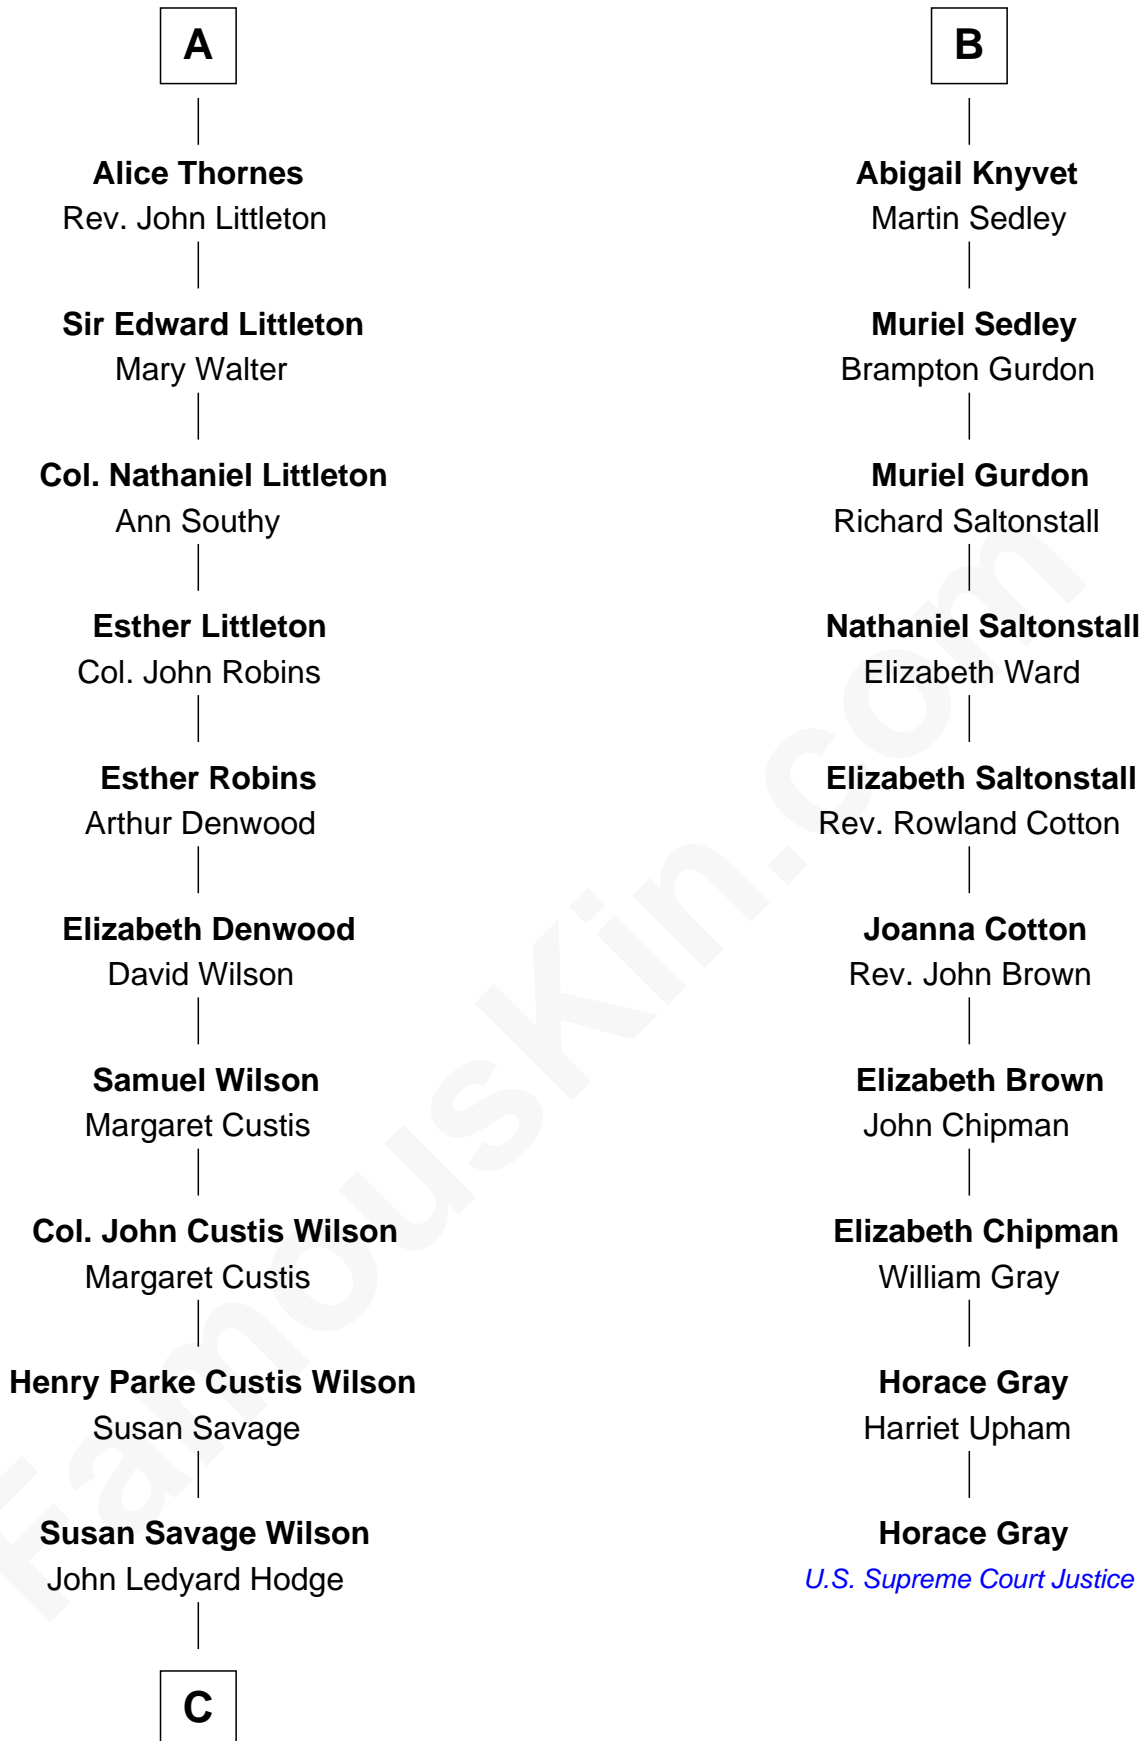 A
Alice Thornes
Rev. John Littleton
Sir Edward Littleton
Mary Walter
Col. Nathaniel Littleton
Ann Southy
Esther Littleton
Col. John Robins
Esther Robins
Arthur Denwood
Elizabeth Denwood
David Wilson
Samuel Wilson
Margaret Custis
Col. John Custis Wilson
Margaret Custis
Henry Parke Custis Wilson
Susan Savage
Susan Savage Wilson
John Ledyard Hodge
C
B
Abigail Knyvet
Martin Sedley
Muriel Sedley
Brampton Gurdon
Muriel Gurdon
Richard Saltonstall
Nathaniel Saltonstall
Elizabeth Ward
Elizabeth Saltonstall
Rev. Rowland Cotton
Joanna Cotton
Rev. John Brown
Elizabeth Brown
John Chipman
Elizabeth Chipman
William Gray
Horace Gray
Harriet Upham
Horace Gray
U.S. Supreme Court Justice
FamousKin.com